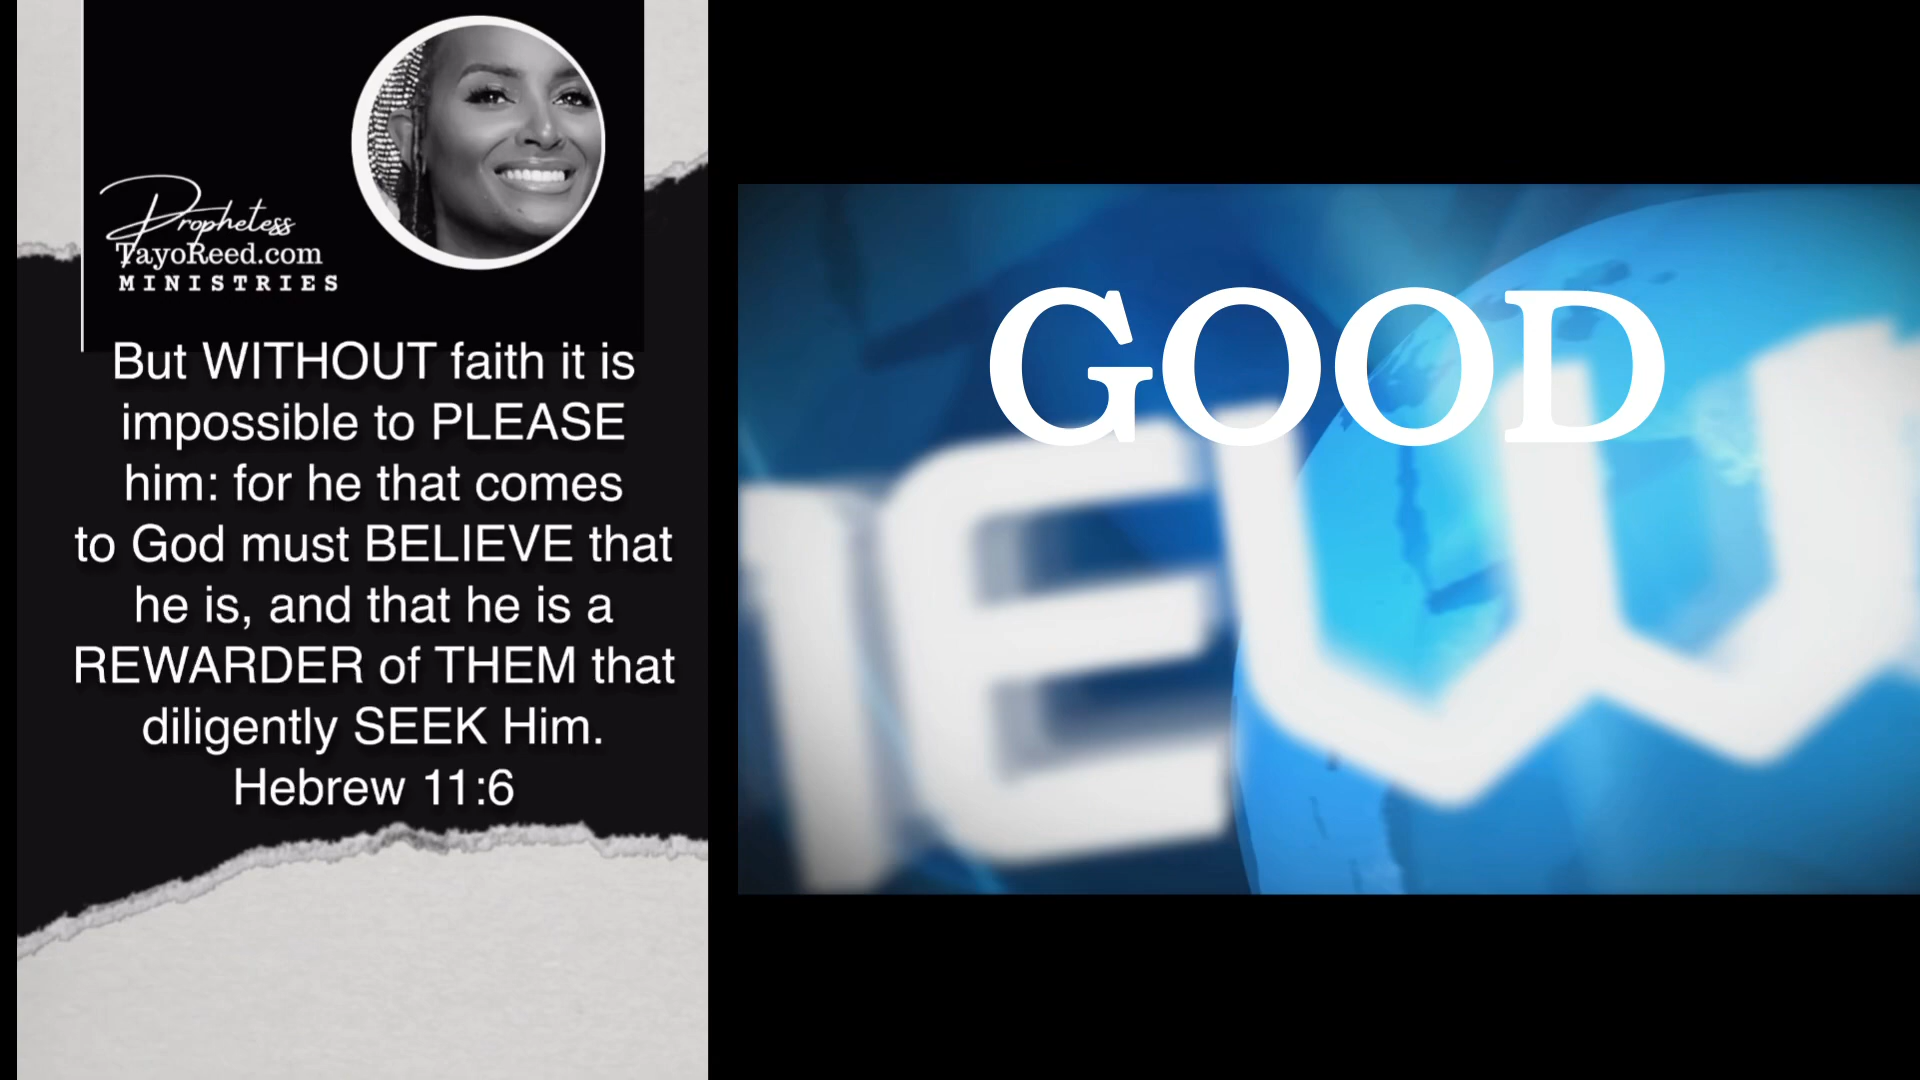 Prophetess
TayoReed.com
MINISTRIES
But WITHOUT faith it is
impossible to PLEASE
him: for he that comes
to God must BELIEVE that
he is, and that he is a
REWARDER of THEM that
diligently SEEK Him.
Hebrew 11:6
GOOD
NEWS